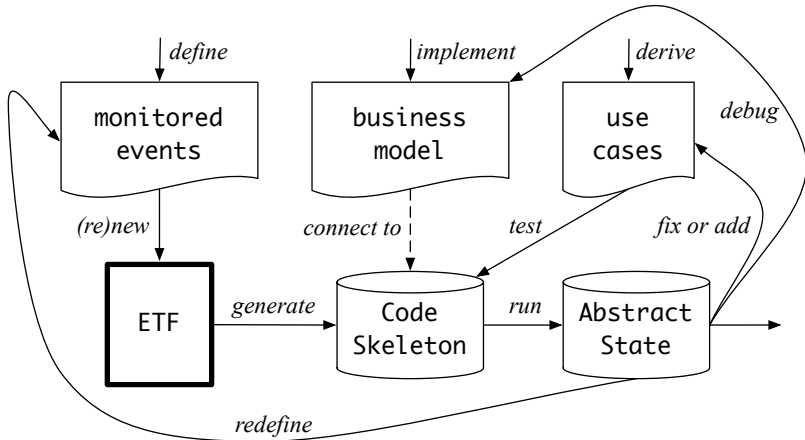 define
implement
derive
monitored
events
business
model
use
cases
debug
(re)new
connect to
test
fix or add
ETF
generate
Code
Skeleton
run
Abstract
State
redefine